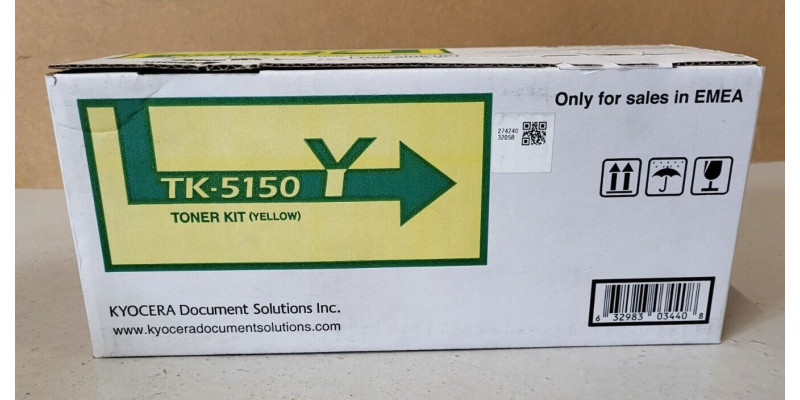 Only for sales in EMEA
274240
3205B
Y
TK-5150
TONER KIT (YELLOW)
KYOCERA Document Solutions Inc.
www.kyoceradocumentsolutions.com
6 32983 03440 8